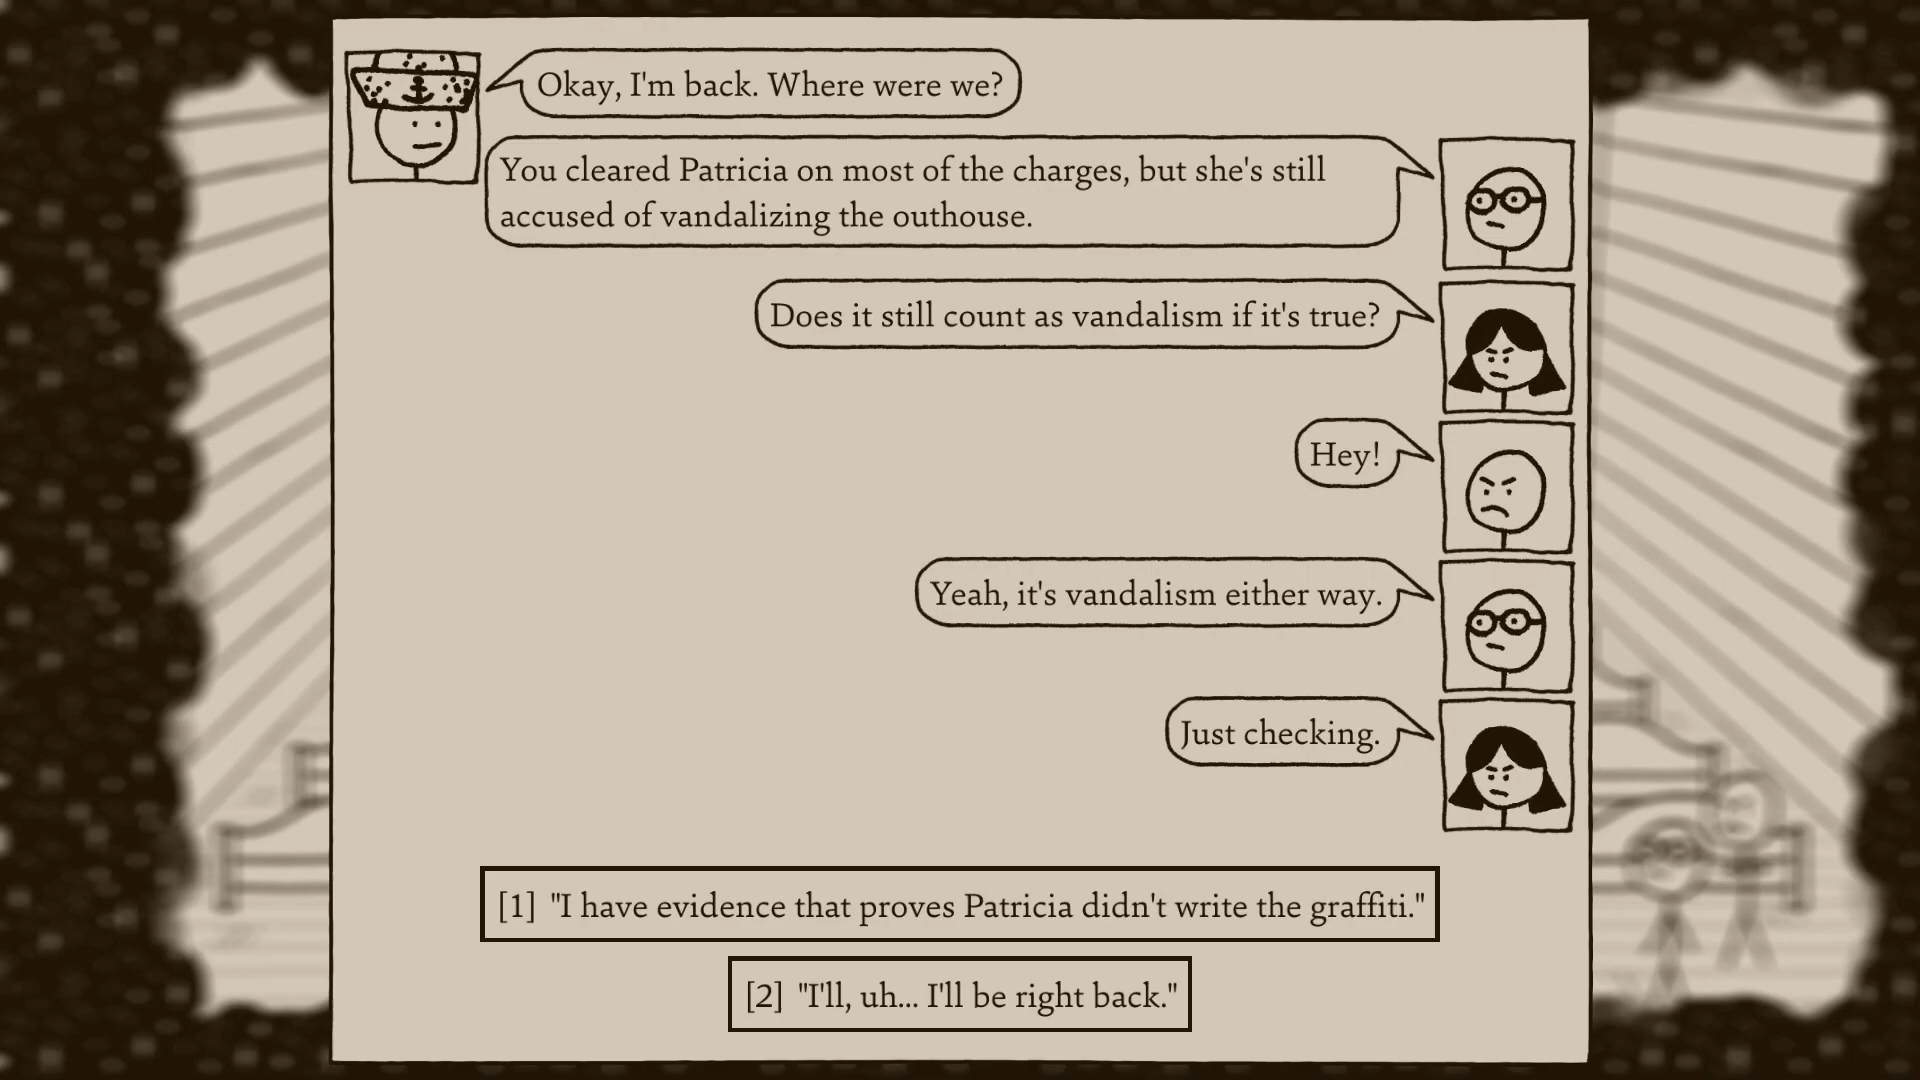 Okay, I'm back. Where were we?
You cleared Patricia on most of the charges, but she's still
accused of vandalizing the outhouse.
Does it still count as vandalism if it's true?
Hey!
Yeah, it's vandalism either way.
Just checking.
[1] "I have evidence that proves Patricia didn't write the graffiti."
[2] "I'll, uh... I'll be right back."